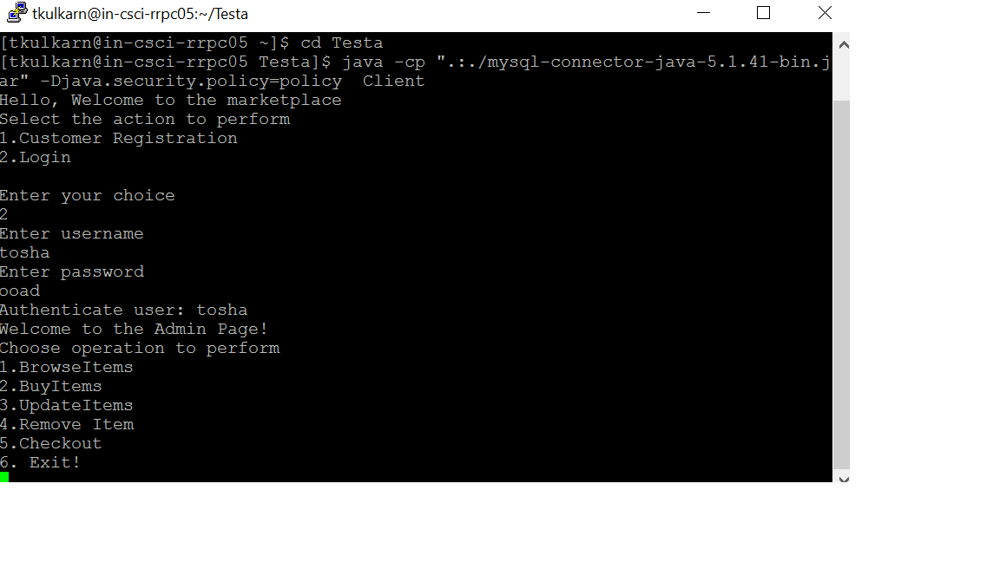 tkulkarn@in-csci-rrpc05:~/Testa
[tkulkarn@in-csci-rrpc05 ~]$ cd Testa
[tkulkarn@in-csci-rrpc05 Testa]$ java -cp ".:./mysql-connector-java-5.1.41-bin.j
ar" -Djava.security.policy=policy  Client
Hello, Welcome to the marketplace
Select the action to perform
1.Customer Registration
2.Login

Enter your choice
2
Enter username
tosha
Enter password
ooad
Authenticate user: tosha
Welcome to the Admin Page!
Choose operation to perform
1.BrowseItems
2.BuyItems
3.UpdateItems
4.Remove Item
5.Checkout
6. Exit!